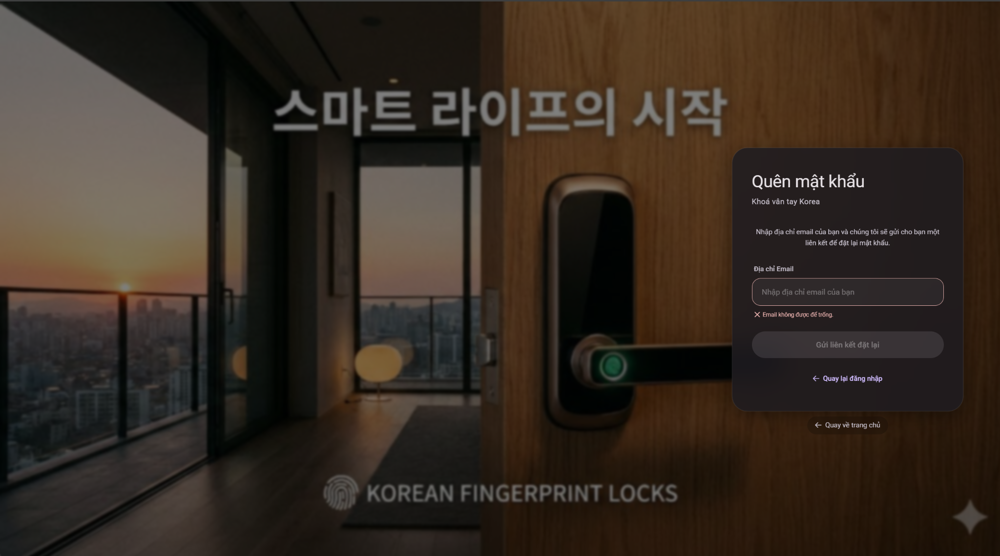 스마트 라이프의 시작
Quên mật khẩu
Khoá vân tay Korea
Nhập địa chỉ email của bạn và chúng tôi sẽ gửi cho bạn một
liên kết để đặt lại mật khẩu.
Địa chỉ Email
Nhập địa chỉ email của bạn
Email không được để trống.
Gửi liên kết đặt lại
← Quay lại đăng nhập
← Quay về trang chủ
KOREAN FINGERPRINT LOCKS